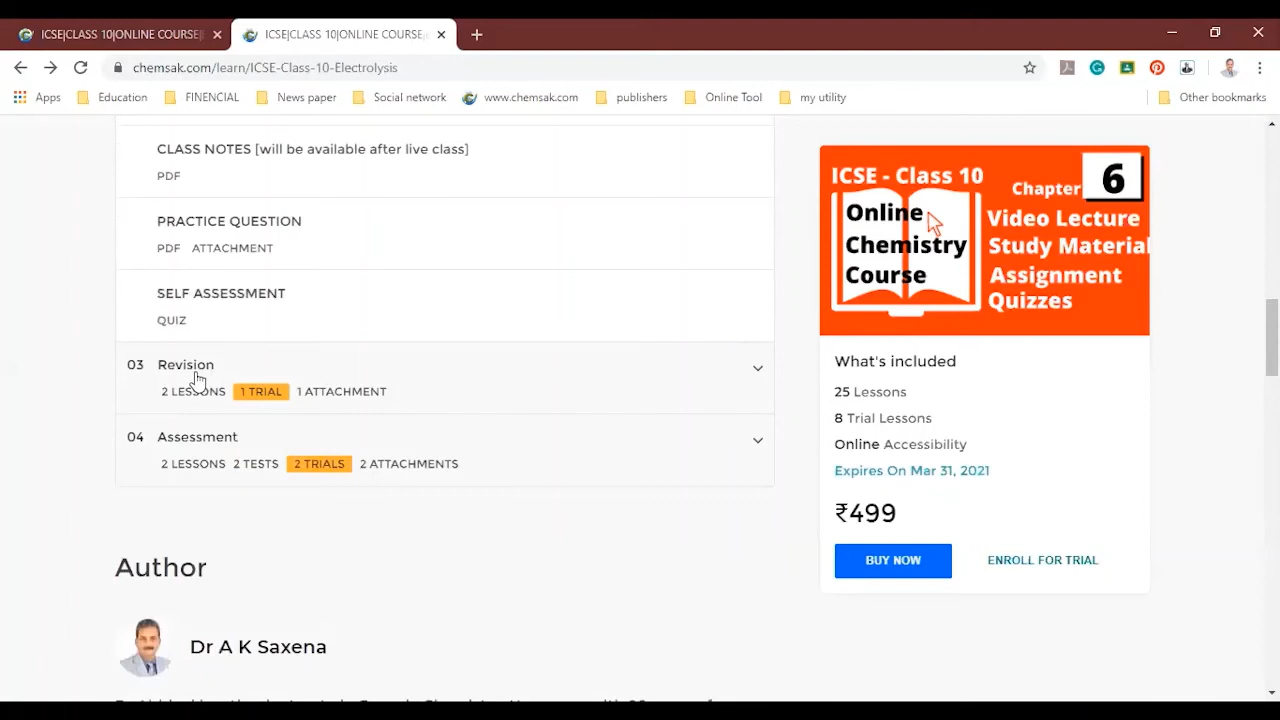 ICSE|CLASS 10|ONLINE COURSE|
ICSE|CLASS 10|ONLINE COURSE|
chemsak.com/learn/ICSE-Class-10-Electrolysis
Apps
Education
FINENCIAL
News paper
Social network
www.chemsak.com
publishers
Online Tool
my utility
Other bookmarks
CLASS NOTES [will be available after live class]
PDF
PRACTICE QUESTION
PDF ATTACHMENT
SELF ASSESSMENT
QUIZ
03 Revision
2 LESSONS 1 TRIAL 1 ATTACHMENT
04 Assessment
2 LESSONS 2 TESTS 2 TRIALS 2 ATTACHMENTS
Author
Dr A K Saxena
ICSE - Class 10
Online
Chemistry
Course
Chapter 6
Video Lecture
Study Material
Assignment
Quizzes
What's included
25 Lessons
8 Trial Lessons
Online Accessibility
Expires On Mar 31, 2021
₹499
BUY NOW
ENROLL FOR TRIAL